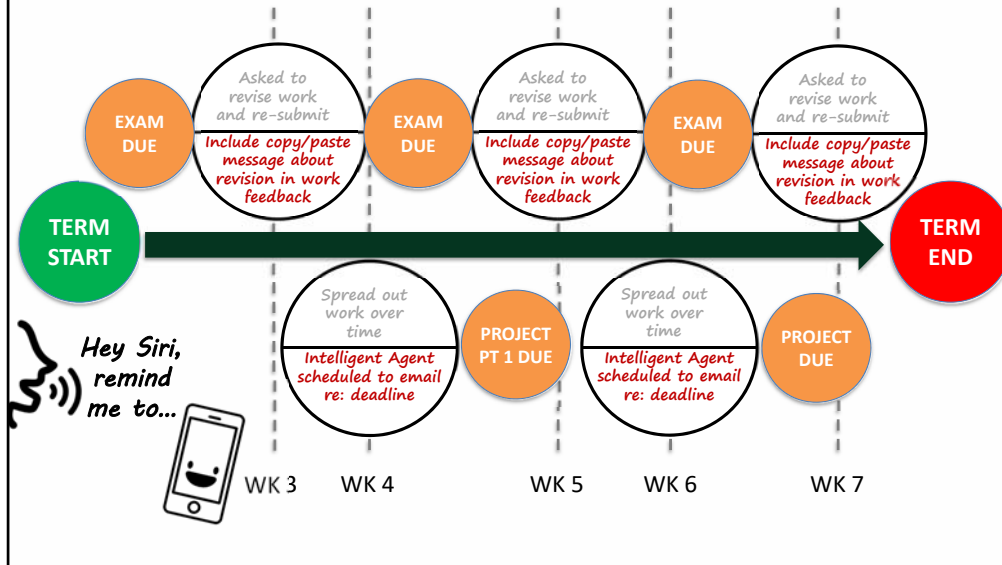 EXAM
DUE
Asked to
revise work
and re-submit
Include copy/paste
message about
revision in work
feedback
EXAM
DUE
Asked to
revise work
and re-submit
Include copy/paste
message about
revision in work
feedback
EXAM
DUE
Asked to
revise work
and re-submit
Include copy/paste
message about
revision in work
feedback
TERM
START
TERM
END
Spread out
work over
time
Intelligent Agent
scheduled to email
re: deadline
PROJECT
PT 1 DUE
Spread out
work over
time
Intelligent Agent
scheduled to email
re: deadline
PROJECT
DUE
Hey Siri,
remind
me to...
WK 3
WK 4
WK 5
WK 6
WK 7